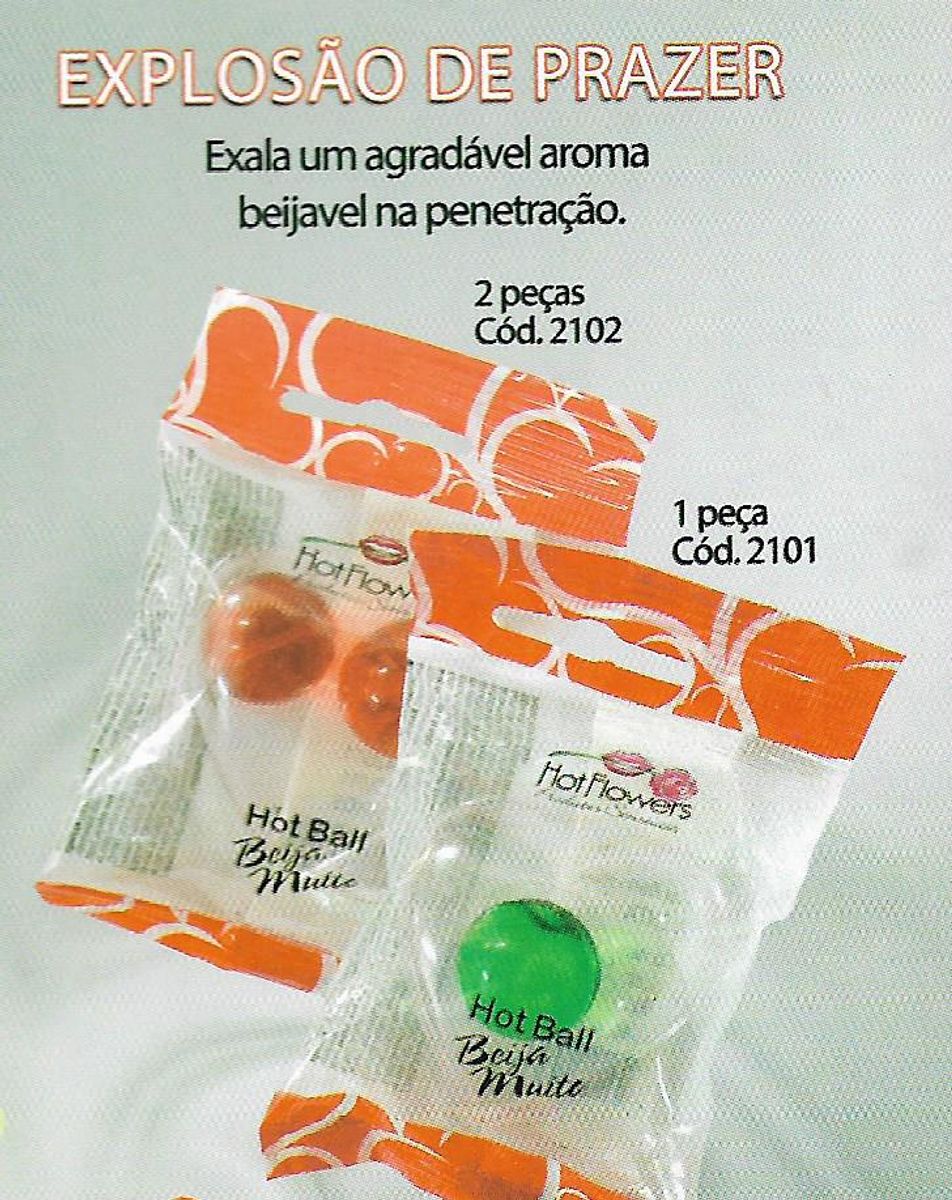 EXPLOSÃO DE PRAZER
Exala um agradável aroma
beijavel na penetração.
2 peças
Cód. 2102
1 peça
Cód. 2101
HotFlow
Hot Ball
Beija
Muito
HotFlowers
Hot Ball
Beija
Muito